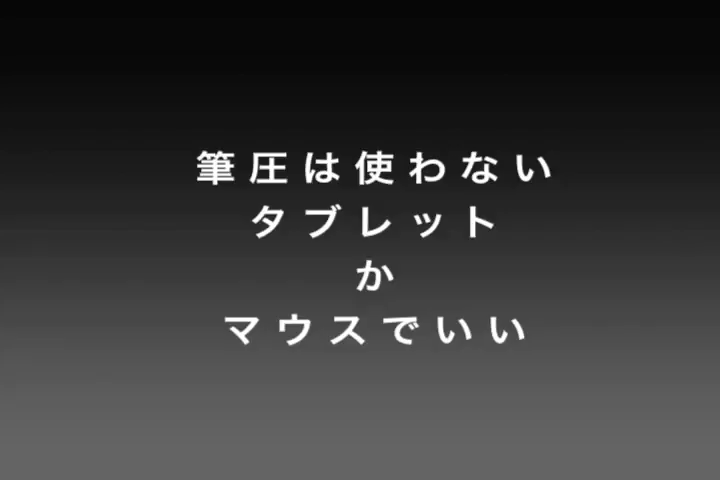 筆圧は使わない
タブレット
か
マウスでいい